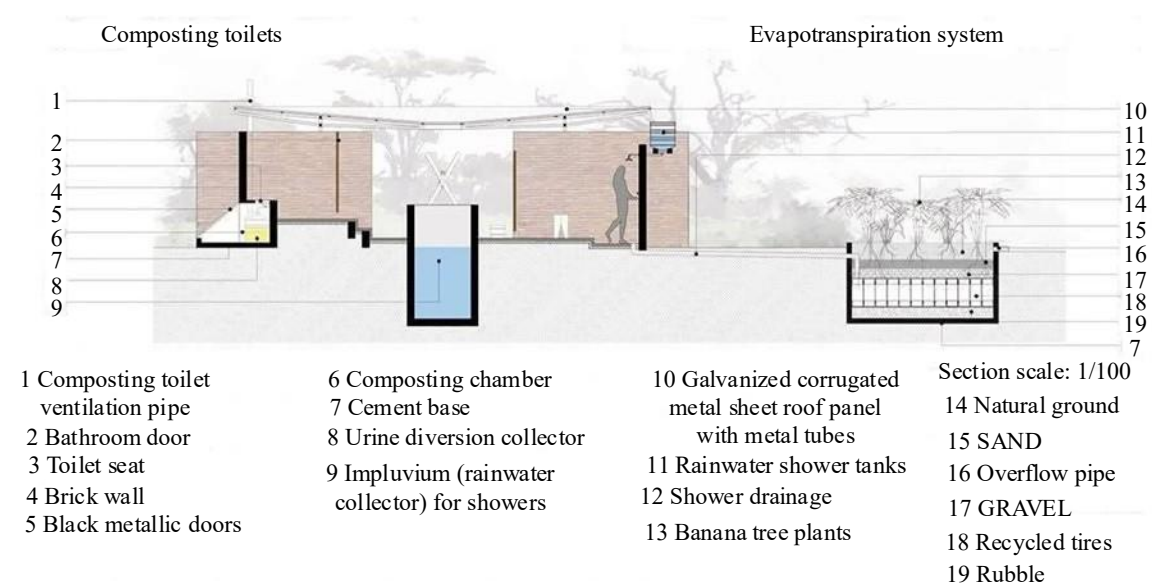 Composting toilets
Evapotranspiration system
1
2
3
4
5
6
7
8
9
10
11
12
13
14
15
16
17
18
19
7
1 Composting toilet
ventilation pipe
2 Bathroom door
3 Toilet seat
4 Brick wall
5 Black metallic doors
6 Composting chamber
7 Cement base
8 Urine diversion collector
9 Impluvium (rainwater
collector) for showers
10 Galvanized corrugated
metal sheet roof panel
with metal tubes
11 Rainwater shower tanks
12 Shower drainage
13 Banana tree plants
Section scale: 1/100
14 Natural ground
15 SAND
16 Overflow pipe
17 GRAVEL
18 Recycled tires
19 Rubble